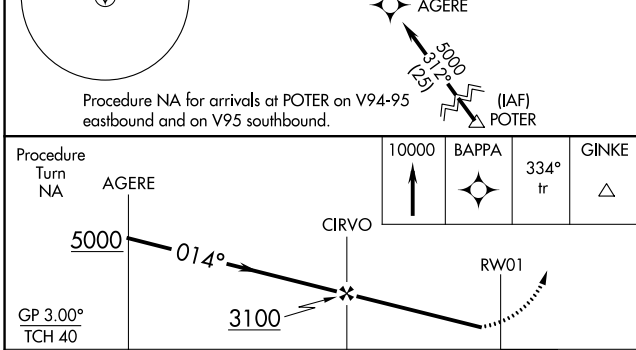 AGERE
5000
312°
(25)
(IAF)
POTER
Procedure NA for arrivals at POTER on V94-95
eastbound and on V95 southbound.
Procedure
Turn
NA
AGERE
5000
014°
CIRVO
3100
RW01
GP 3.00°
TCH 40
10000
BAPPA
334°
tr
GINKE